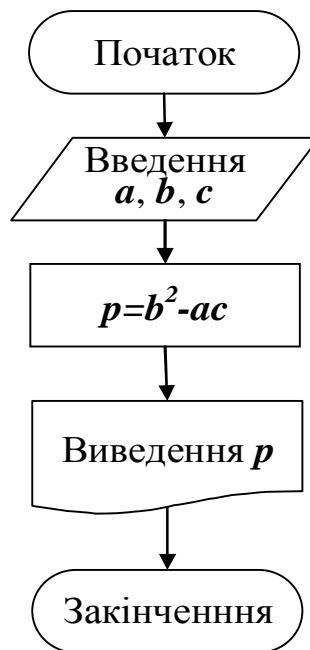 Початок
Введення
a, b, c
p=b²-ac
Виведення p
Закінченння